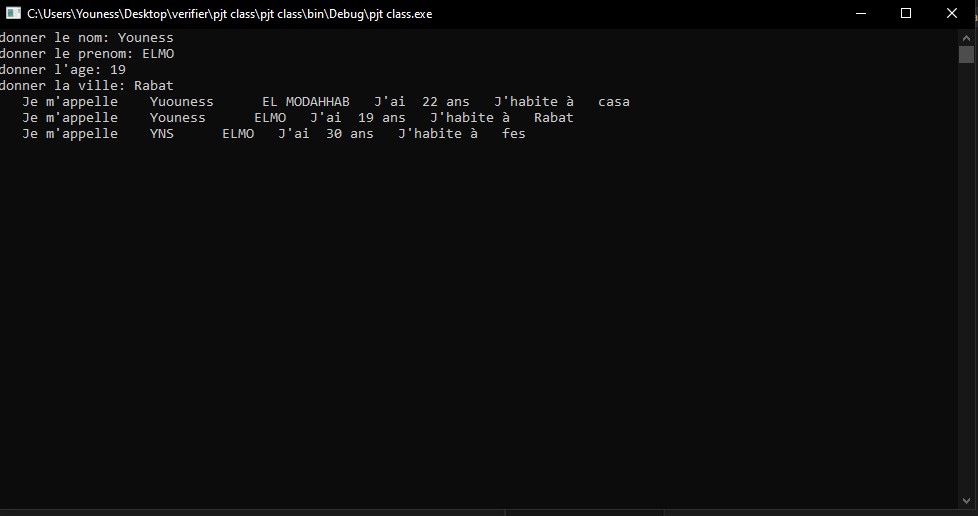 C:\Users\Youness\Desktop\verifier\pjt class\pjt class\bin\Debug\pjt class.exe
donner le nom: Youness
donner le prenom: ELMO
donner l'age: 19
donner la ville: Rabat
   Je m'appelle    Yuouness      EL MODAHHAB   J'ai  22 ans   J'habite à   casa
   Je m'appelle    Youness      ELMO   J'ai  19 ans   J'habite à   Rabat
   Je m'appelle    YNS      ELMO   J'ai  30 ans   J'habite à   fes